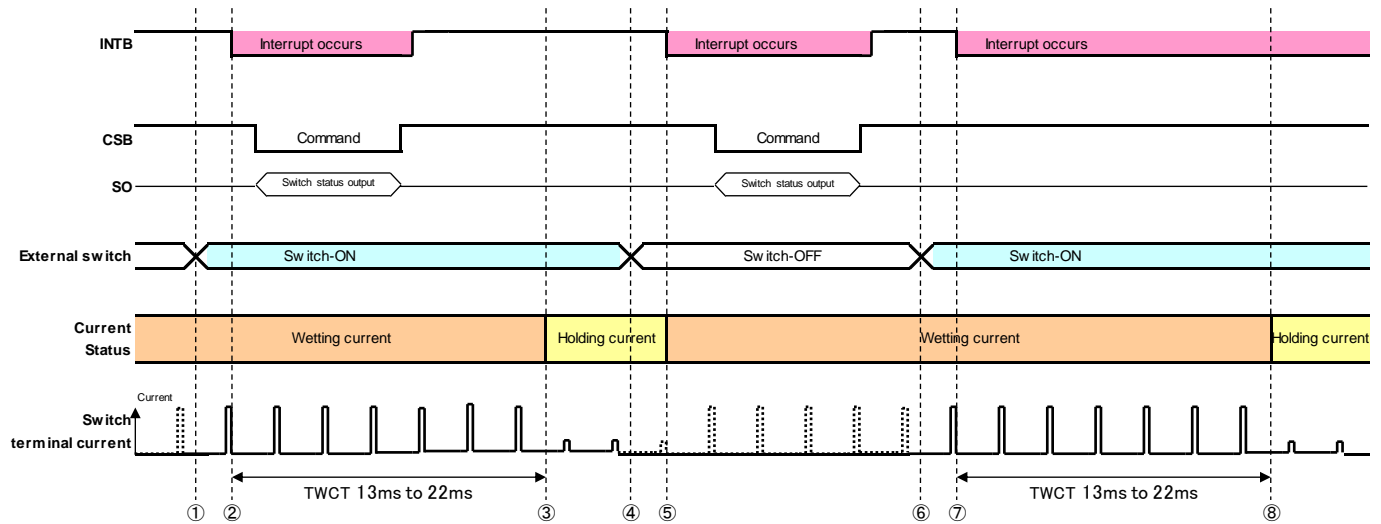 INTB
Interrupt occurs
Interrupt occurs
Interrupt occurs
CSB
Command
Command
SO
Switch status output
Switch status output
External switch
Switch-ON
Switch-OFF
Switch-ON
Current
Status
Wetting current
Holding current
Wetting current
Holding current
Current
Switch
terminal current
TWCT 13ms to 22ms
TWCT 13ms to 22ms
① ② ③ ④ ⑤ ⑥ ⑦ ⑧